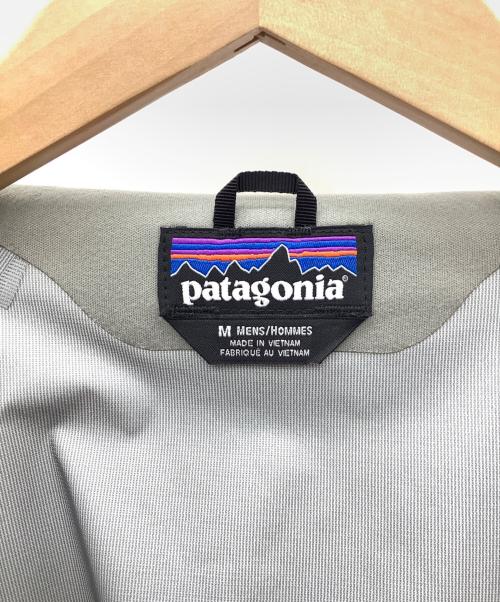 patagonia®
M MENS/HOMMES
MADE IN VIETNAM
FABRIQUÉ AU VIETNAM